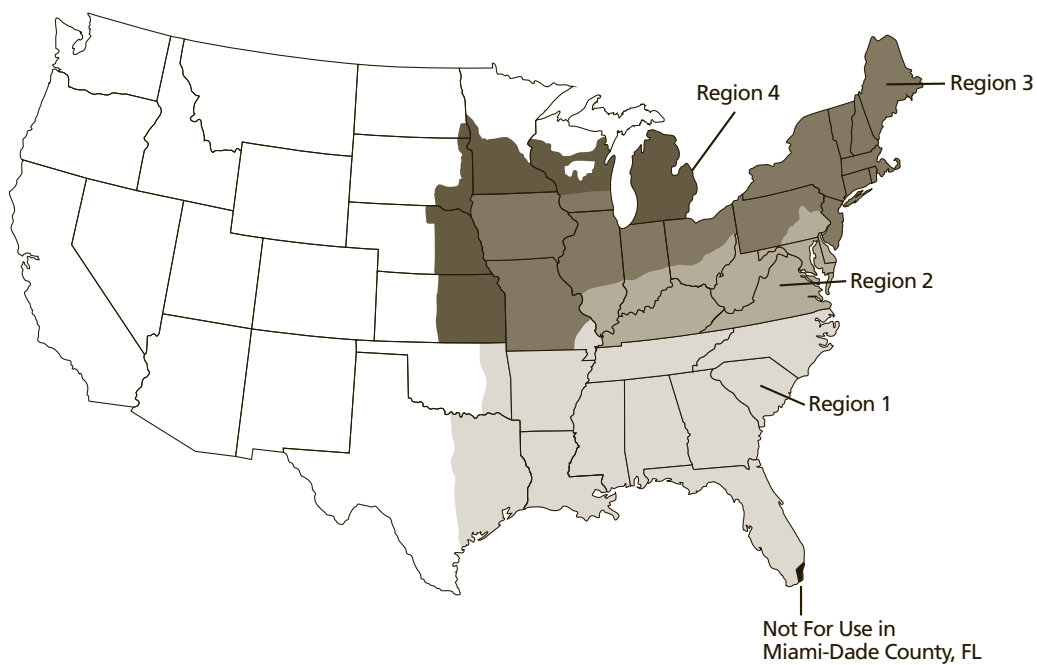 Region 4
Region 3
Region 2
Region 1
Not For Use in
Miami-Dade County, FL